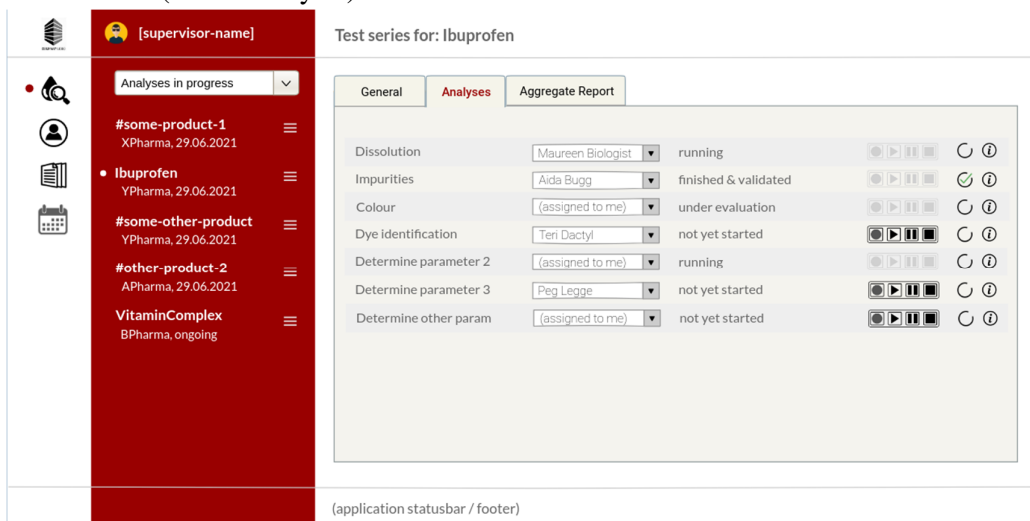 [supervisor-name]
Test series for: Ibuprofen
Analyses in progress
#some-product-1
XPharma, 29.06.2021
Ibuprofen
YPharma, 29.06.2021
#some-other-product
YPharma, 29.06.2021
#other-product-2
APharma, 29.06.2021
VitaminComplex
BPharma, ongoing
General Analyses Aggregate Report
Dissolution Maureen Biologist running
Impurities Aida Bugg finished & validated
Colour (assigned to me) under evaluation
Dye identification Teri Dactyl not yet started
Determine parameter 2 (assigned to me) running
Determine parameter 3 Peg Legge not yet started
Determine other param (assigned to me) not yet started
(application statusbar / footer)